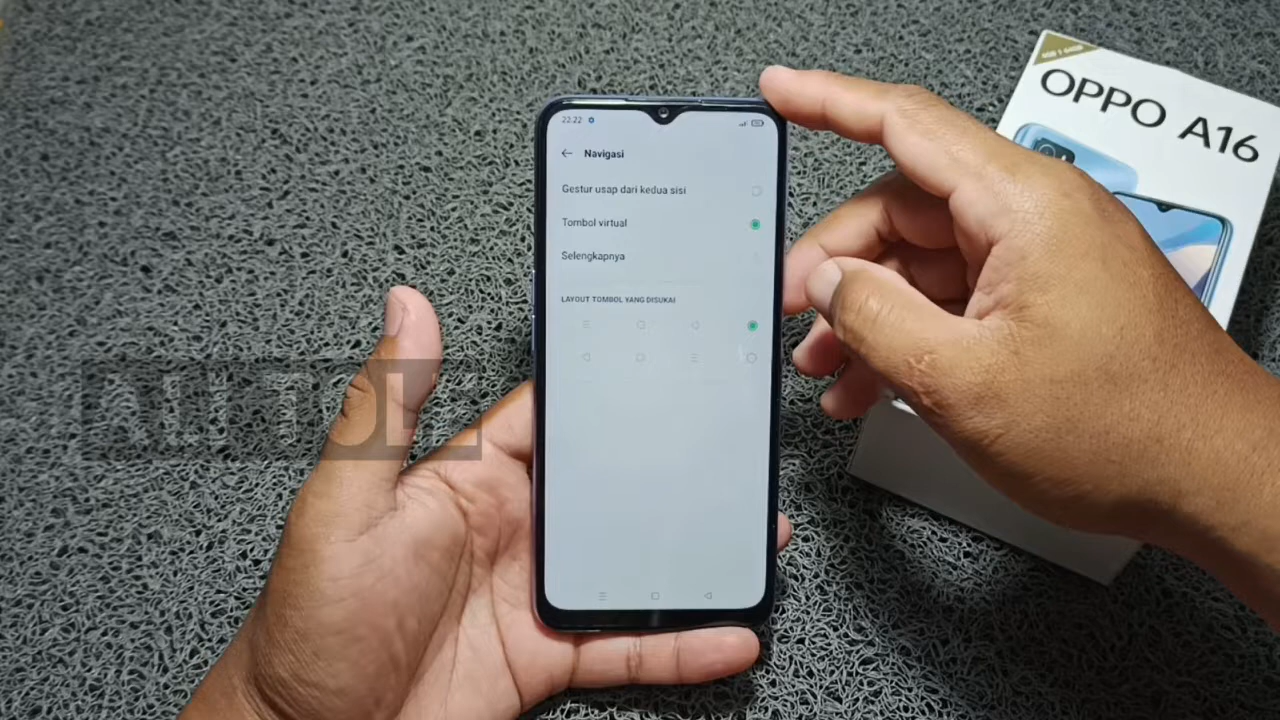 22.22
Navigasi
Gestur usap dari kedua sisi
Tombol virtual
Selengkapnya
LAYOUT TOMBOL YANG DISUKAI
OPPO A16